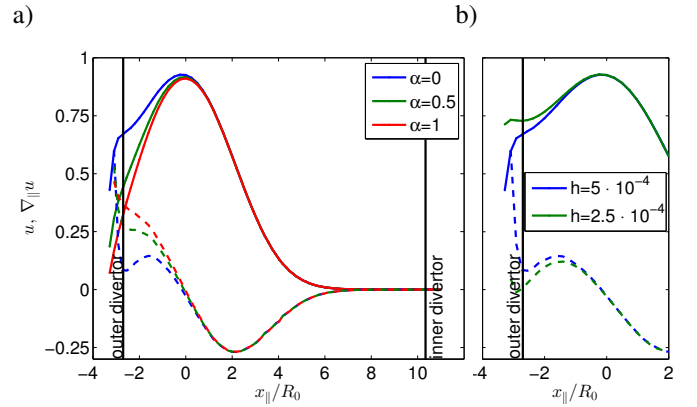 a)
b)
1
0.75
0.5
0.25
0
-0.25
u, ∇∥u
α=0
α=0.5
α=1
outer divertor
inner divertor
-4 -2 0 2 4 6 8 10
x∥/R₀
h=5 · 10⁻⁴
h=2.5 · 10⁻⁴
outer divertor
-4 -2 0 2
x∥/R₀